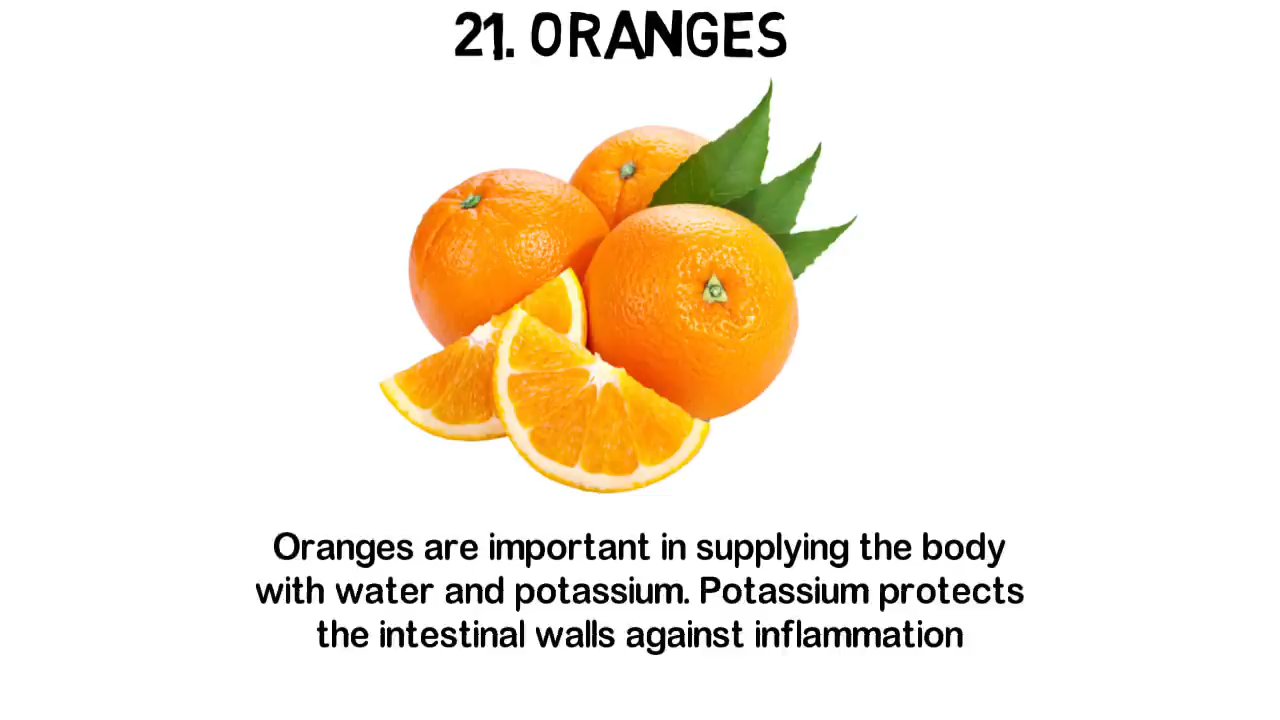 21. ORANGES
Oranges are important in supplying the body
with water and potassium. Potassium protects
the intestinal walls against inflammation